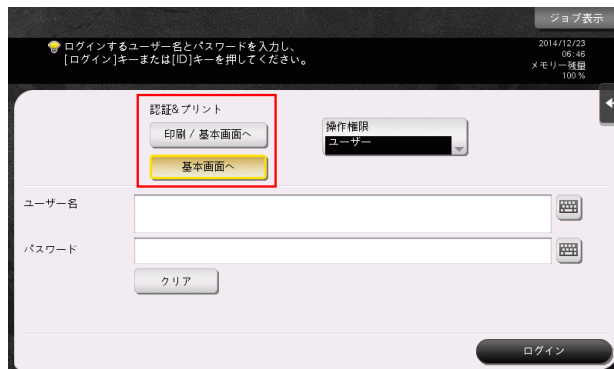 ジョブ表示
ログインするユーザー名とパスワードを入力し、
[ログイン]キーまたは[ID]キーを押してください。
2014/12/23
06:46
メモリー残量
100 %
認証&プリント
印刷 / 基本画面へ
基本画面へ
操作権限
ユーザー
ユーザー名
パスワード
クリア
ログイン